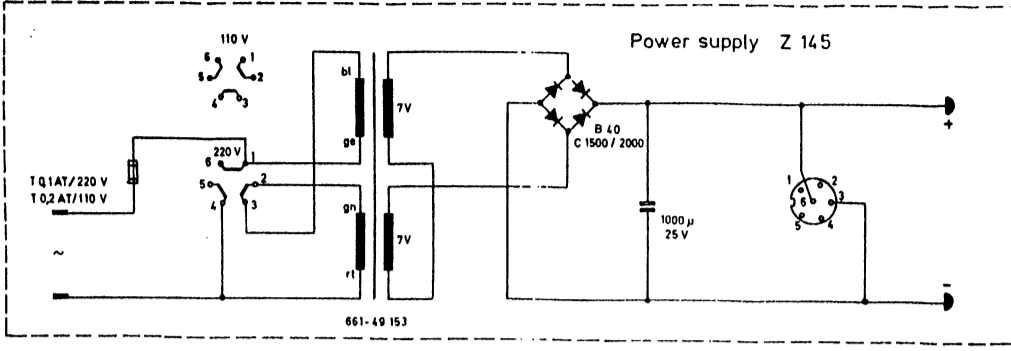 Power supply Z 145
110 V
6 1
5 2
4 3
220 V
6 1
5 2
4 3
T 0,1 AT/220 V
T 0,2 AT/110 V
~
bl
ge
gn
rt
7V
7V
661-49 153
B 40
C 1500 / 2000
1000 µ
25 V
1 2
6 3
5 4
+
-